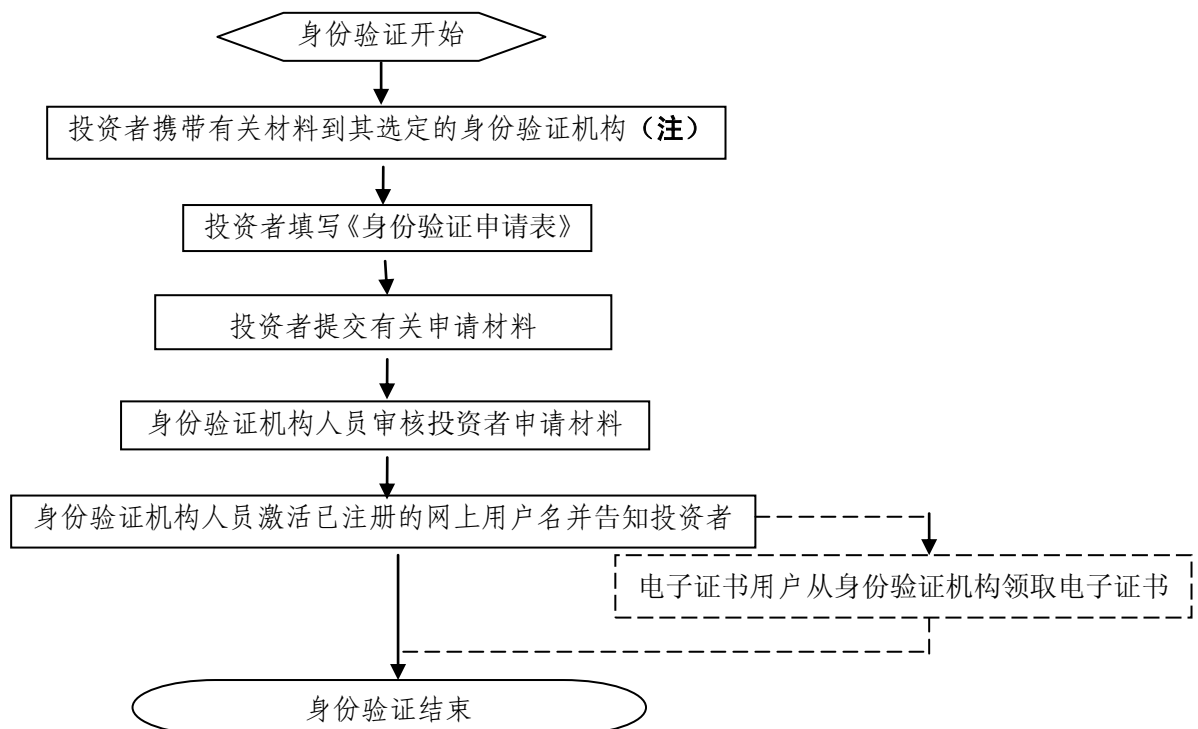 身份验证开始
投资者携带有关材料到其选定的身份验证机构（注）
投资者填写《身份验证申请表》
投资者提交有关申请材料
身份验证机构人员审核投资者申请材料
身份验证机构人员激活已注册的网上用户名并告知投资者
电子证书用户从身份验证机构领取电子证书
身份验证结束